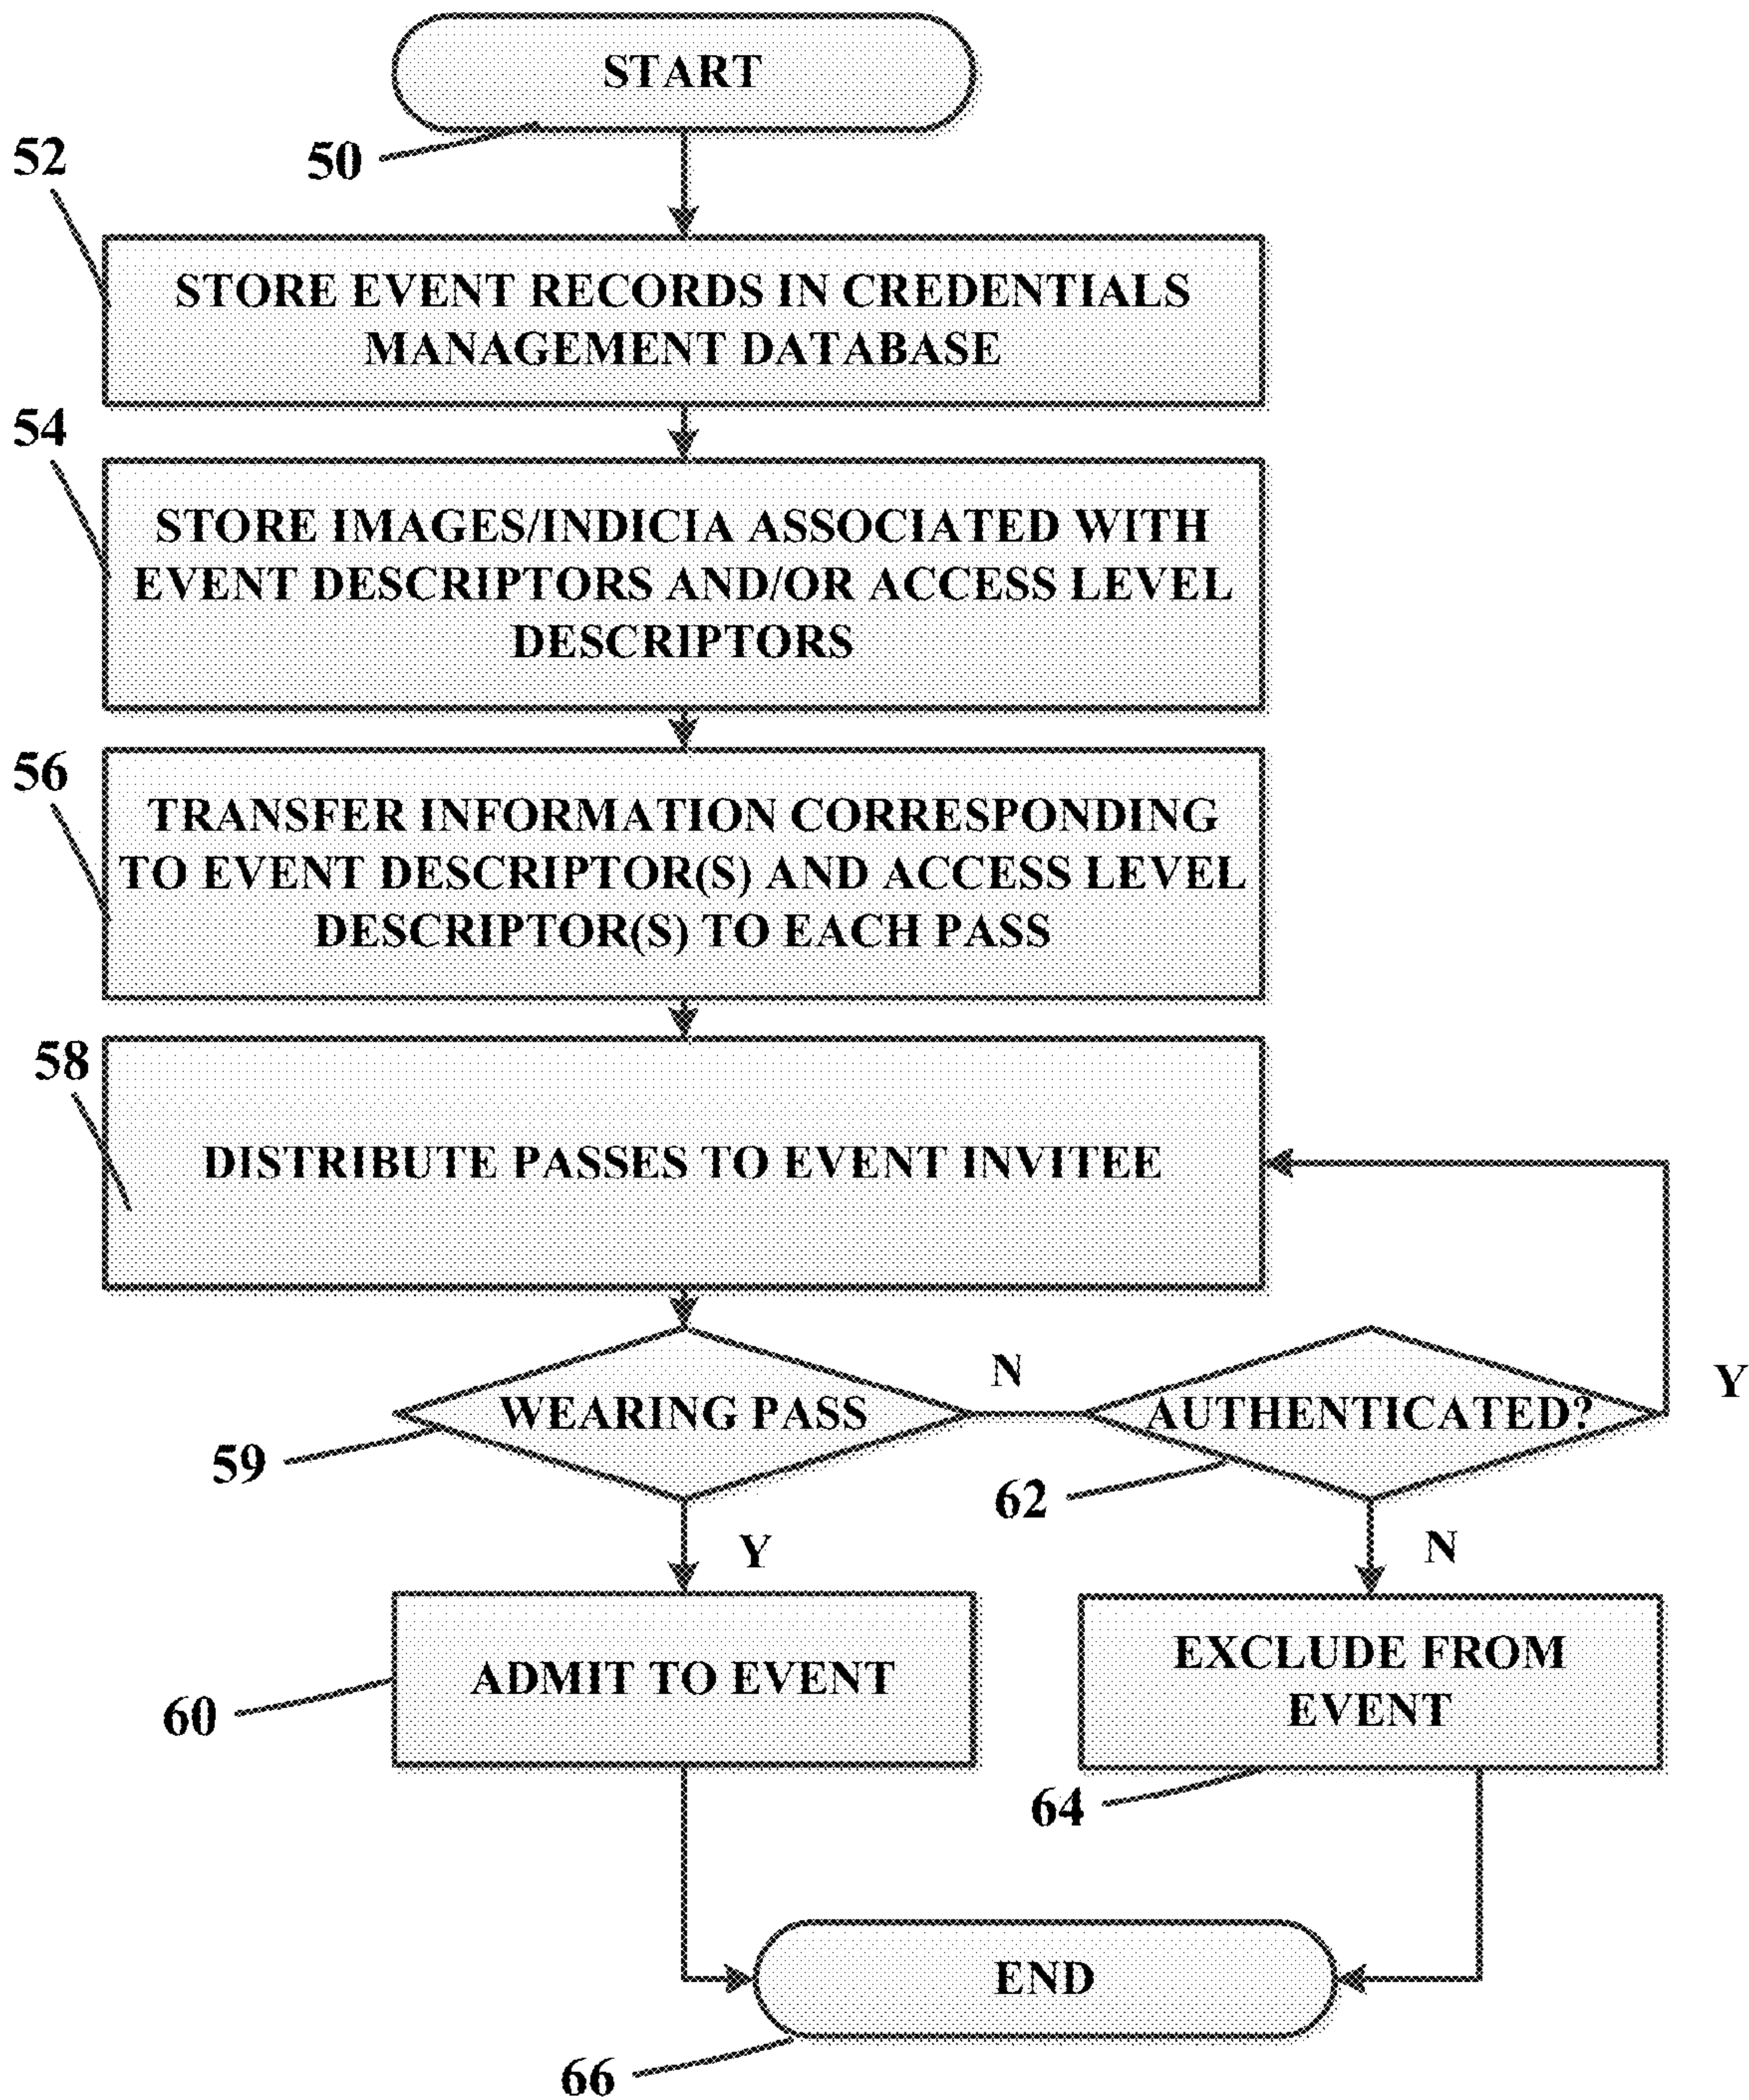 START
50
52
STORE EVENT RECORDS IN CREDENTIALS
MANAGEMENT DATABASE
54
STORE IMAGES/INDICIA ASSOCIATED WITH
EVENT DESCRIPTORS AND/OR ACCESS LEVEL
DESCRIPTORS
56
TRANSFER INFORMATION CORRESPONDING
TO EVENT DESCRIPTOR(S) AND ACCESS LEVEL
DESCRIPTOR(S) TO EACH PASS
58
DISTRIBUTE PASSES TO EVENT INVITEE
WEARING PASS
N
AUTHENTICATED?
Y
59
62
Y
N
ADMIT TO EVENT
EXCLUDE FROM
EVENT
60
64
END
66